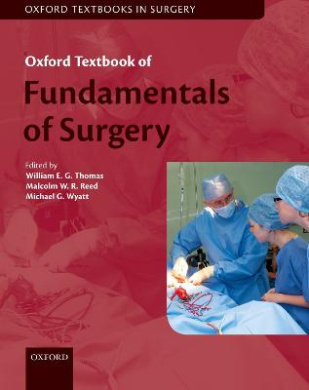 OXFORD TEXTBOOKS IN SURGERY
Oxford Textbook of
Fundamentals
of Surgery
Edited by
William E. G. Thomas
Malcolm W. R. Reed
Michael G. Wyatt
OXFORD